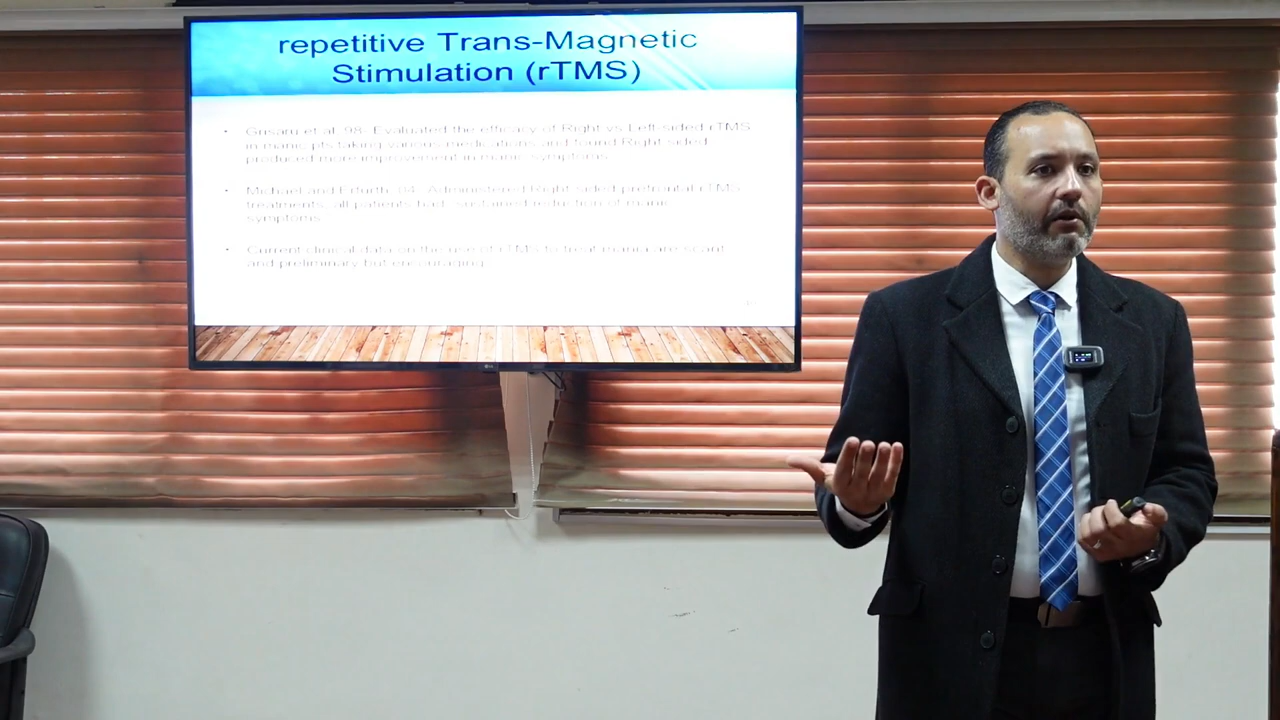 repetitive Trans-Magnetic
Stimulation (rTMS)
• Grisaru et al. 98: Evaluated the efficacy of Right vs Left-sided rTMS
in manic pts taking various medications and found Right sided
produced more improvement in manic symptoms
• Michael and Erfurth, 04: Administered Right sided prefrontal rTMS
treatments, all patients had sustained reduction of manic
symptoms
• Current clinical data on the use of rTMS to treat mania are scant
and preliminary but encouraging
LG